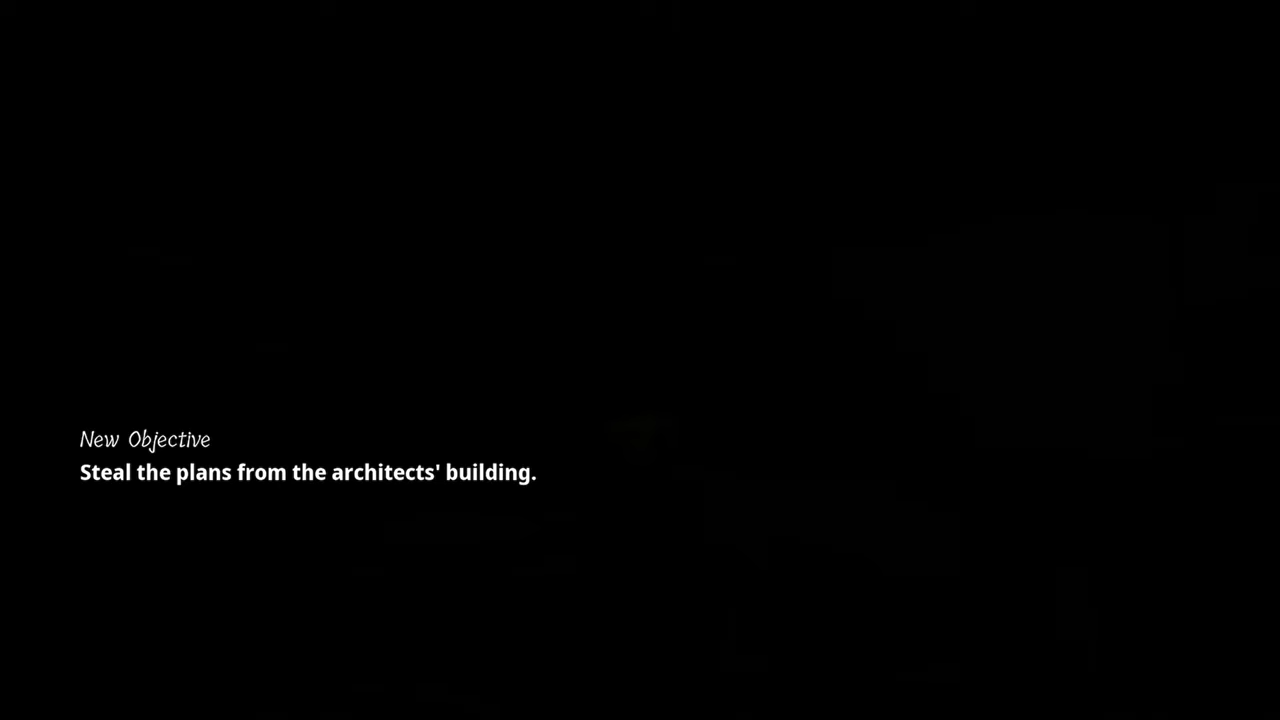 New Objective
Steal the plans from the architects' building.